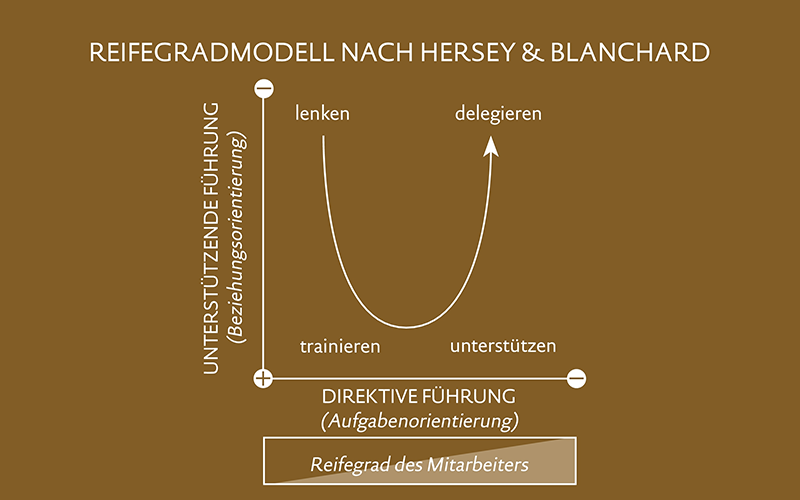 REIFEGRADMODELL NACH HERSEY & BLANCHARD
−
lenken
delegieren
UNTERSTÜTZENDE FÜHRUNG
(Beziehungsorientierung)
trainieren
unterstützen
+
−
DIREKTIVE FÜHRUNG
(Aufgabenorientierung)
Reifegrad des Mitarbeiters